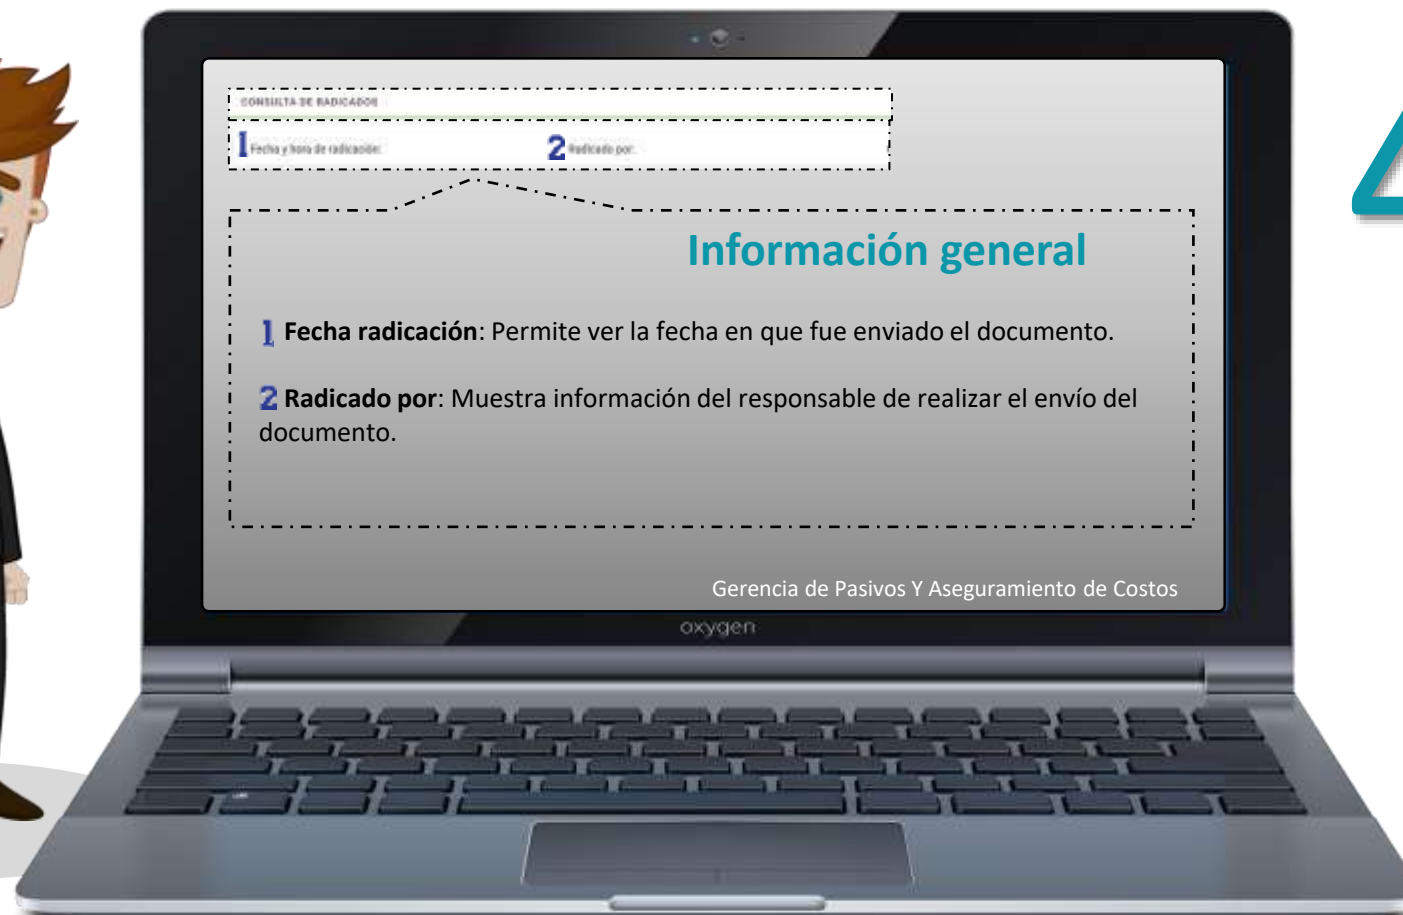 CONSULTA DE RADICADOS
1 Fecha y hora de radicación: 2 Radicado por:
Información general
1 Fecha radicación: Permite ver la fecha en que fue enviado el documento.
2 Radicado por: Muestra información del responsable de realizar el envío del
documento.
Gerencia de Pasivos Y Aseguramiento de Costos
oxygen